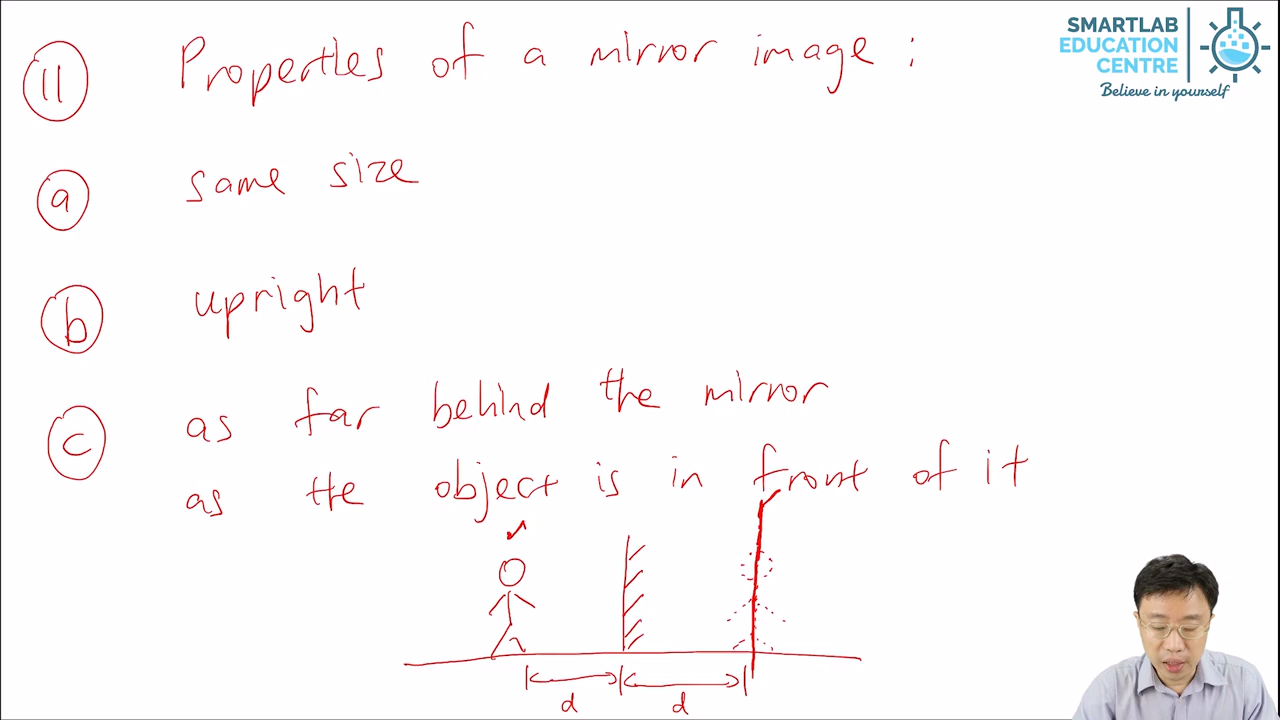 SMARTLAB
EDUCATION
CENTRE
Believe in yourself
11 Properties of a mirror image :
a same size
b upright
c as far behind the mirror
as the object is in front of it
d d